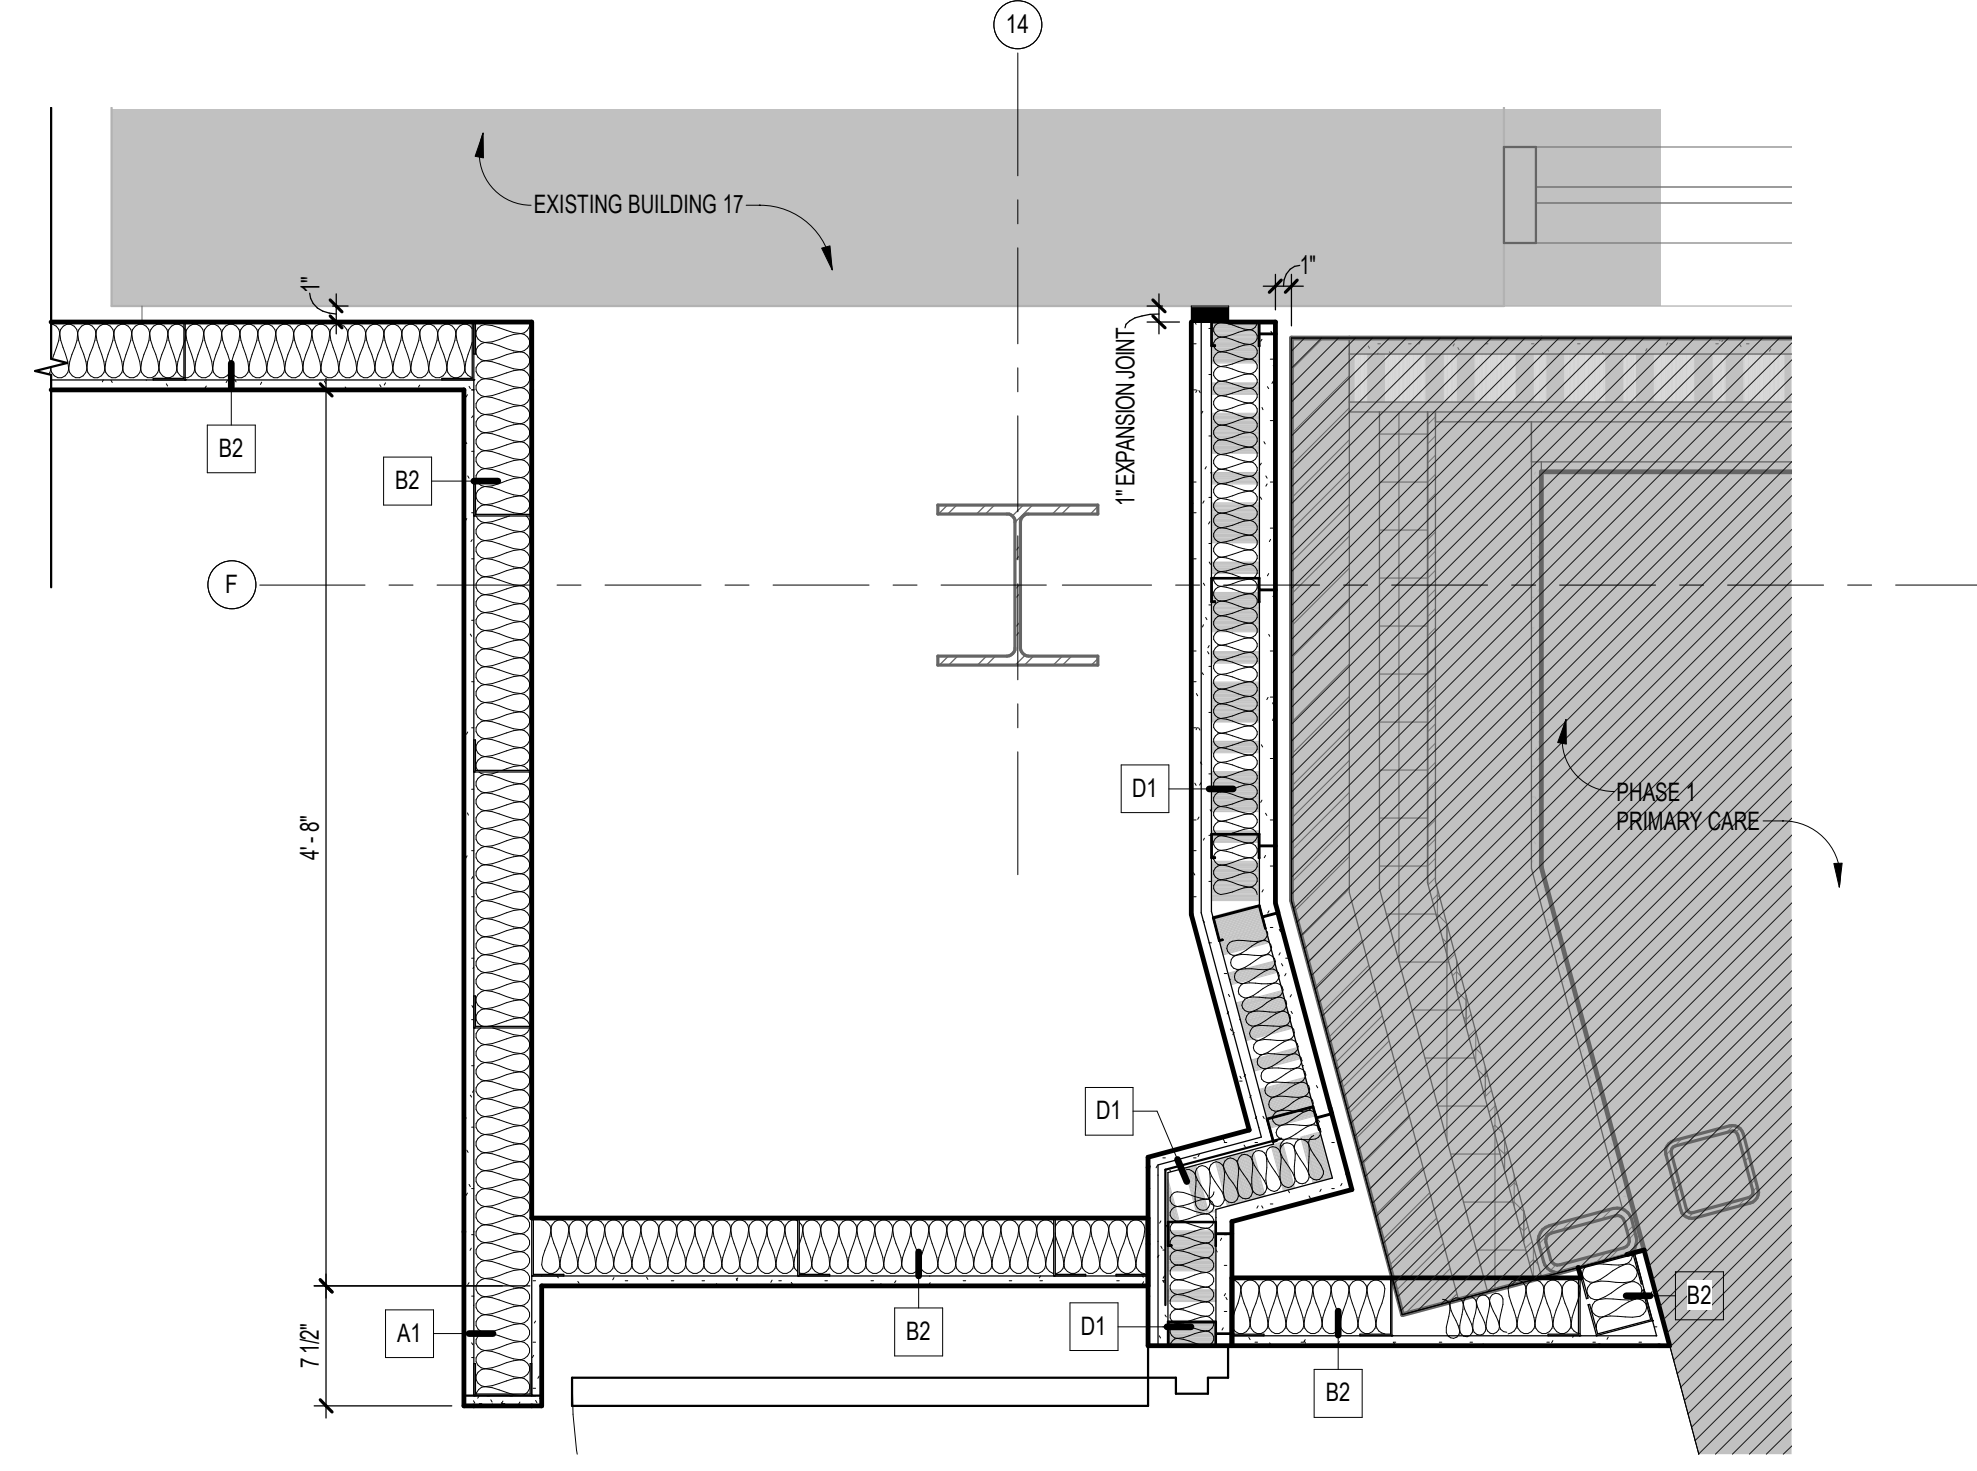 14
EXISTING BUILDING 17
1"
1"
1" EXPANSION JOINT
B2
B2
F
D1
PHASE 1
PRIMARY CARE
4' - 8"
D1
B2
A1
B2
D1
7 1/2"
B2